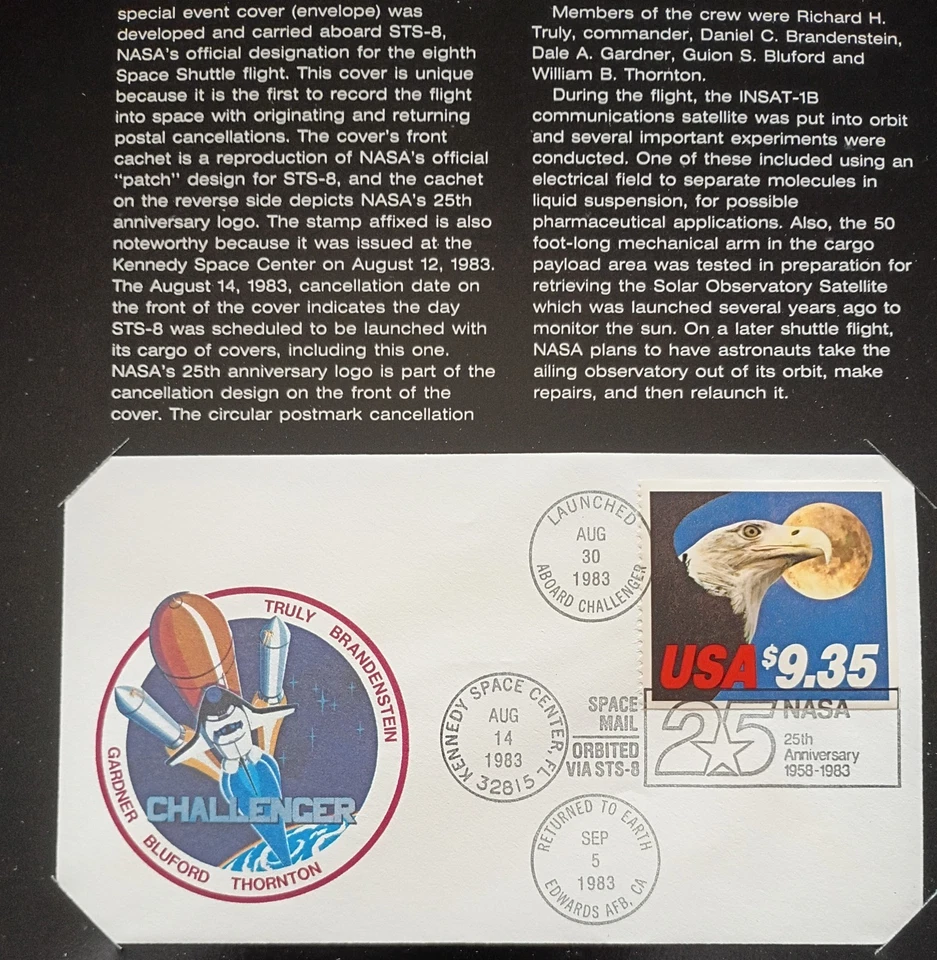 special event cover (envelope) was
developed and carried aboard STS-8,
NASA's official designation for the eighth
Space Shuttle flight. This cover is unique
because it is the first to record the flight
into space with originating and returning
postal cancellations. The cover's front
cachet is a reproduction of NASA's official
"patch" design for STS-8, and the cachet
on the reverse side depicts NASA's 25th
anniversary logo. The stamp affixed is also
noteworthy because it was issued at the
Kennedy Space Center on August 12, 1983.
The August 14, 1983, cancellation date on
the front of the cover indicates the day
STS-8 was scheduled to be launched with
its cargo of covers, including this one.
NASA's 25th anniversary logo is part of the
cancellation design on the front of the
cover. The circular postmark cancellation
Members of the crew were Richard H.
Truly, commander, Daniel C. Brandenstein,
Dale A. Gardner, Guion S. Bluford and
William B. Thornton.
During the flight, the INSAT-1B
communications satellite was put into orbit
and several important experiments were
conducted. One of these included using an
electrical field to separate molecules in
liquid suspension, for possible
pharmaceutical applications. Also, the 50
foot-long mechanical arm in the cargo
payload area was tested in preparation for
retrieving the Solar Observatory Satellite
which was launched several years ago to
monitor the sun. On a later shuttle flight,
NASA plans to have astronauts take the
ailing observatory out of its orbit, make
repairs, and then relaunch it.
LAUNCHED
AUG
30
1983
ABOARD CHALLENGER
USA $9.35
TRULY BRANDENSTEIN
CHALLENGER
GARDNER BLUFORD THORNTON
KENNEDY SPACE CENTER, FL
AUG
14
1983
32815
SPACE
MAIL
ORBITED
VIA STS-8
25
NASA
25th
Anniversary
1958-1983
RETURNED TO EARTH
SEP
5
1983
EDWARDS AFB, CA